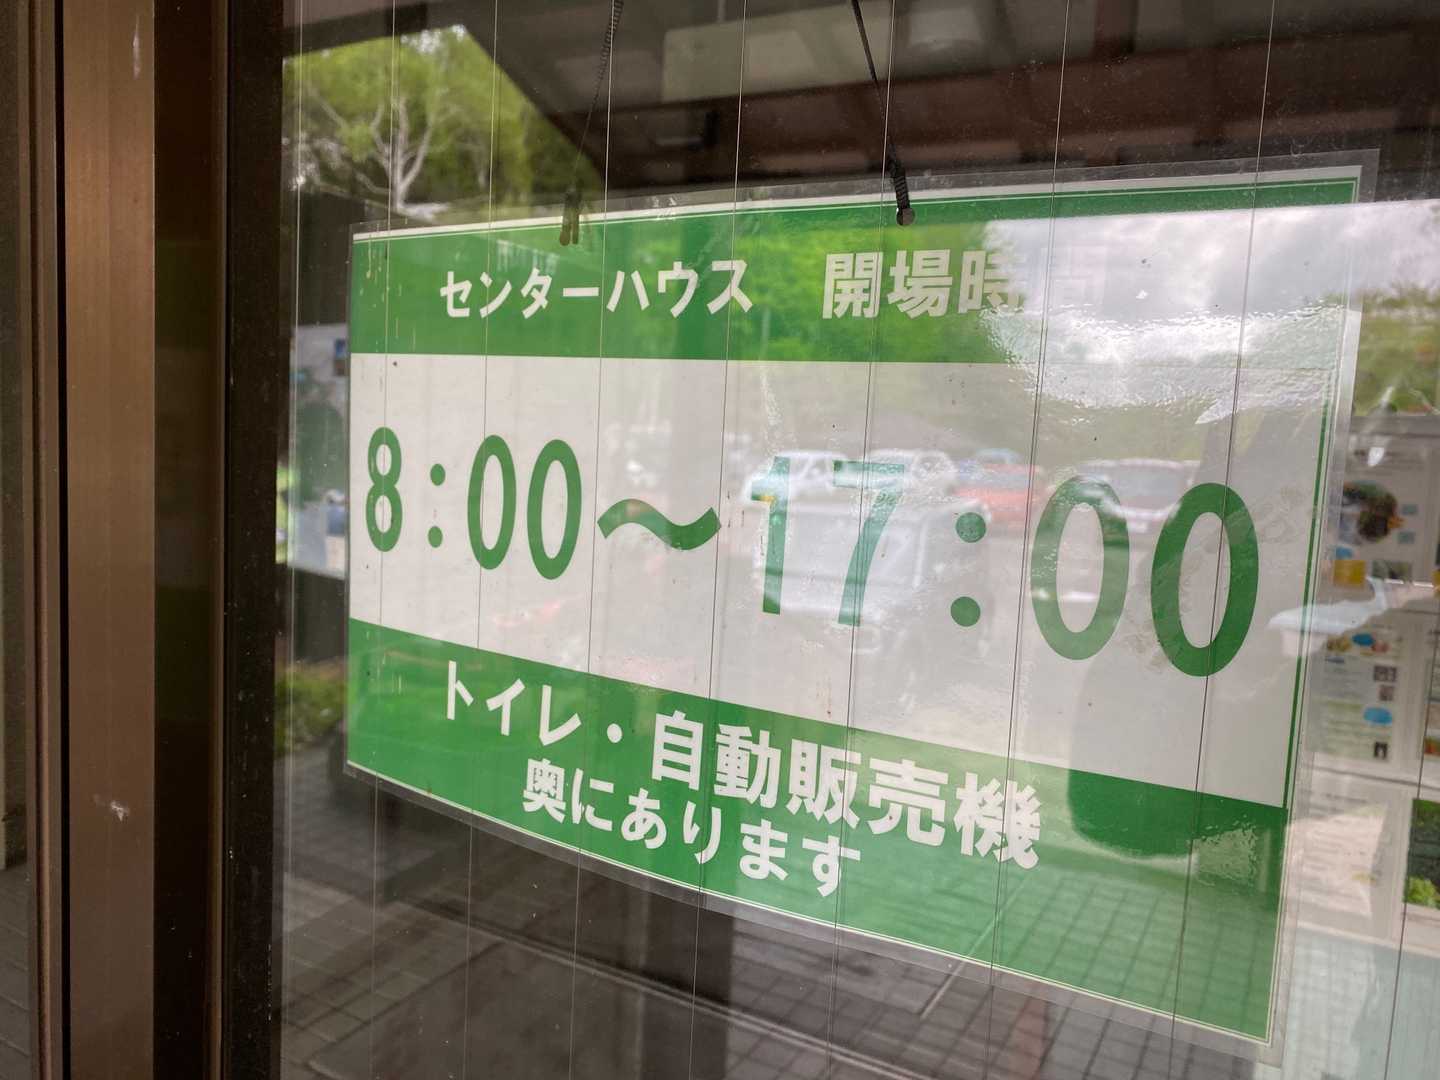 センターハウス　開場時間
8:00～17:00
トイレ・自動販売機
奥にあります